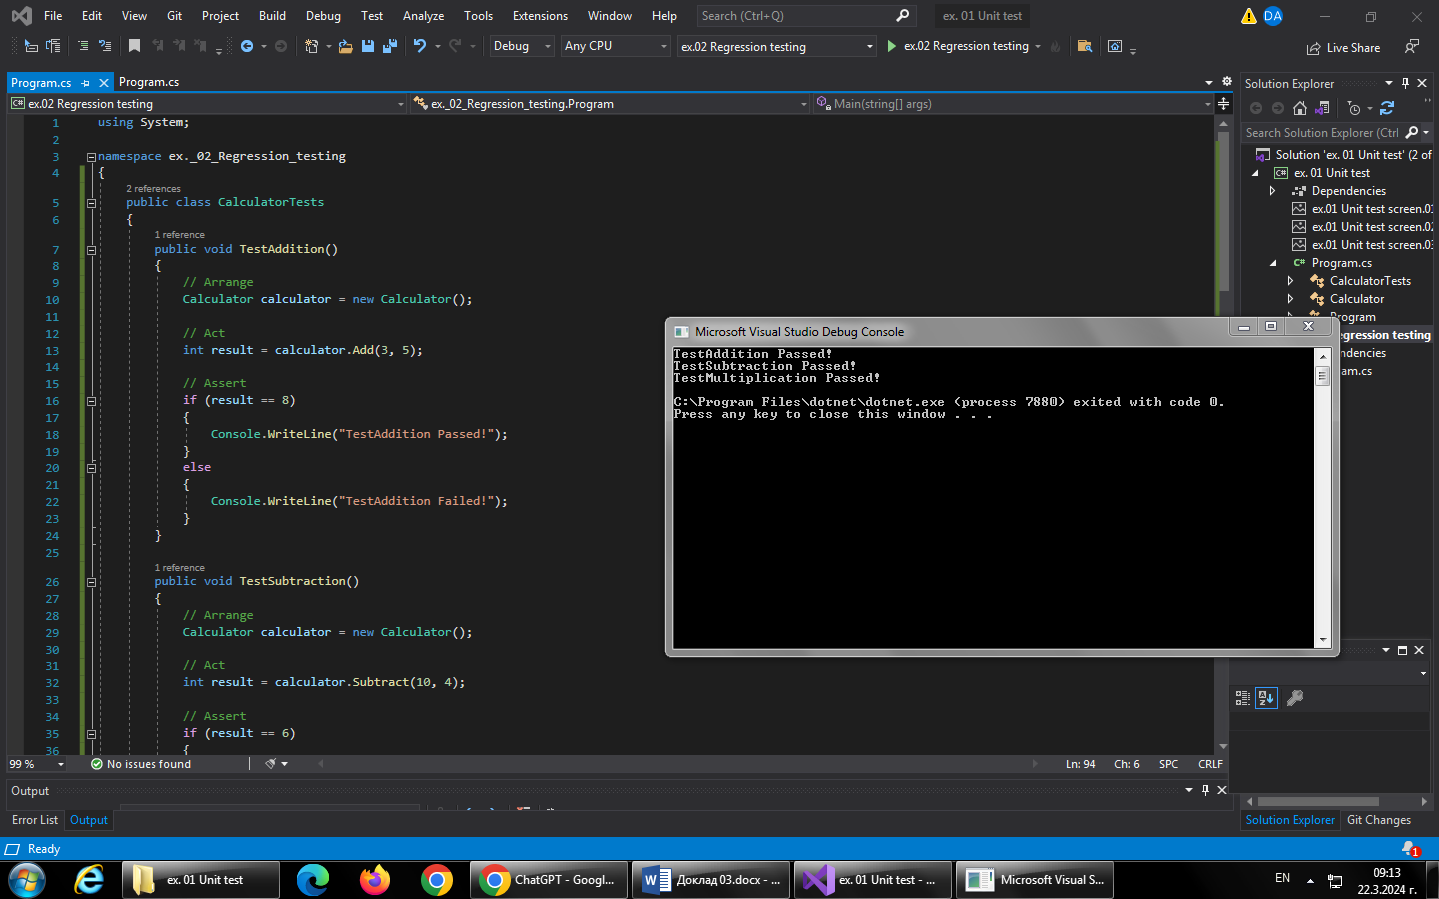 File Edit View Git Project Build Debug Test Analyze Tools Extensions Window Help Search (Ctrl+Q) ex. 01 Unit test DA
Debug Any CPU ex.02 Regression testing ex.02 Regression testing Live Share
Program.cs Program.cs
ex.02 Regression testing ex._02_Regression_testing.Program Main(string[] args)
1 using System;
2
3 namespace ex._02_Regression_testing
4 {
2 references
5 public class CalculatorTests
6 {
1 reference
7 public void TestAddition()
8 {
9 // Arrange
10 Calculator calculator = new Calculator();
11
12 // Act
13 int result = calculator.Add(3, 5);
14
15 // Assert
16 if (result == 8)
17 {
18 Console.WriteLine("TestAddition Passed!");
19 }
20 else
21 {
22 Console.WriteLine("TestAddition Failed!");
23 }
24 }
25
1 reference
26 public void TestSubtraction()
27 {
28 // Arrange
29 Calculator calculator = new Calculator();
30
31 // Act
32 int result = calculator.Subtract(10, 4);
33
34 // Assert
35 if (result == 6)
36 {
99 % No issues found Ln: 94 Ch: 6 SPC CRLF
Output
Error List Output
Ready
Microsoft Visual Studio Debug Console
TestAddition Passed!
TestSubtraction Passed!
TestMultiplication Passed!
C:\Program Files\dotnet\dotnet.exe (process 7880) exited with code 0.
Press any key to close this window . . .
Solution Explorer
Search Solution Explorer (Ctrl
Solution 'ex. 01 Unit test' (2 of
C# ex. 01 Unit test
Dependencies
ex.01 Unit test screen.01
ex.01 Unit test screen.02
ex.01 Unit test screen.03
C# Program.cs
CalculatorTests
Calculator
Program
egression testing
endencies
am.cs
Solution Explorer Git Changes
1
ex. 01 Unit test ChatGPT - Googl... Доклад 03.docx - ... ex. 01 Unit test - ... Microsoft Visual S... EN 09:13
22.3.2024 г.